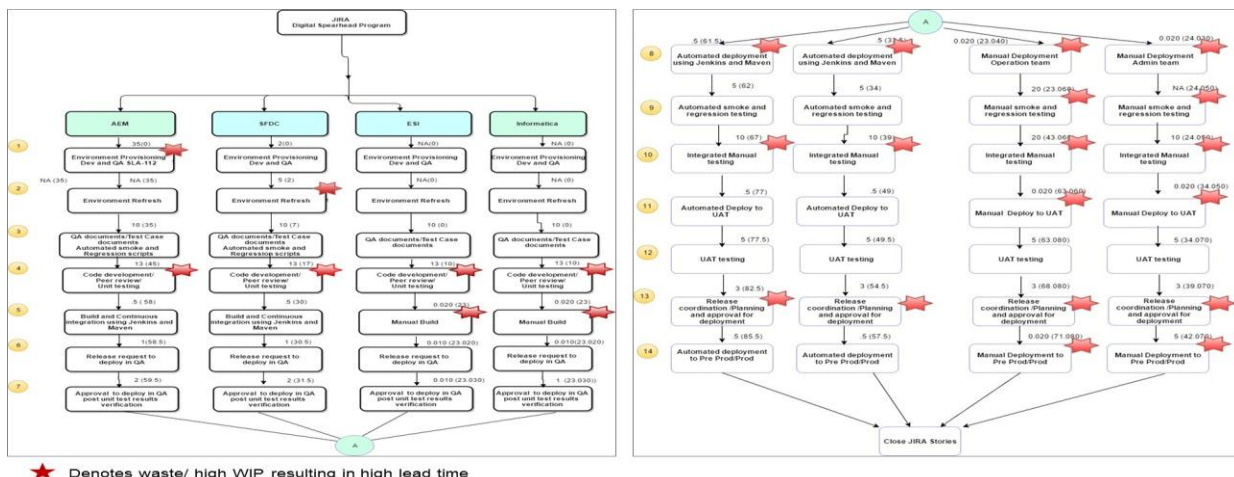 JIRA
Digital Spearhead Program
AEM
SFDC
ESI
Informatica
1
35(0)
2(0)
NA(0)
NA (0)
Environment Provisioning
Dev and QA SLA-112
Environment Provisioning
Dev and QA
Environment Provisioning
Dev and QA
Environment Provisioning
Dev and QA
2
NA (35)
NA (35)
5 (2)
NA(0)
NA (0)
Environment Refresh
Environment Refresh
Environment Refresh
Environment Refresh
3
10 (35)
10 (7)
10 (0)
10 (0)
QA documents/Test Case
documents
Automated smoke and
Regression scripts
QA documents/Test Case
documents
Automated smoke and
Regression scripts
QA documents/Test Case
documents
QA documents/Test Case
documents
4
13 (45)
13 (17)
13 (10)
13 (10)
Code development/
Peer review/
Unit testing
Code development/
Peer review/
Unit testing
Code development/
Peer review/
Unit testing
Code development/
Peer review/
Unit testing
5
.5 (58)
.5 (30)
0.020 (23)
0.020 (23)
Build and Continuous
integration using Jenkins and
Maven
Build and Continuous
integration using Jenkins and
Maven
Manual Build
Manual Build
6
1(58.5)
1 (30.5)
0.010 (23.020)
0.010(23.020)
Release request to
deploy in QA
Release request to
deploy in QA
Release request to
deploy in QA
Release request to
deploy in QA
7
2 (59.5)
2 (31.5)
0.010 (23.030)
1 (23.030))
Approval to deploy in QA
post unit test results
verification
Approval to deploy in QA
post unit test results
verification
Approval to deploy in QA
post unit test results
verification
Approval to deploy in QA
post unit test results
verification
A
Denotes waste/ high WIP resulting in high lead time
A
8
.5 (61.5)
0.020 (23.040)
0.020 (24.030)
Automated deployment
using Jenkins and Maven
Automated deployment
using Jenkins and Maven
Manual Deployment
Operation team
Manual Deployment
Admin team
9
5 (62)
5 (34)
20 (23.060)
NA (24.050)
Automated smoke and
regression testing
Automated smoke and
regression testing
Manual smoke and
regression testing
Manual smoke and
regression testing
10
10 (67)
10 (39)
20 (43.060)
10 (24.050)
Integrated Manual
testing
Integrated Manual
testing
Integrated Manual
testing
Integrated Manual
testing
11
.5 (77)
.5 (49)
0.020 (63.060)
0.020 (34.050)
Automated Deploy to
UAT
Automated Deploy to
UAT
Manual Deploy to UAT
Manual Deploy to UAT
12
5 (77.5)
5 (49.5)
5 (63.080)
5 (34.070)
UAT testing
UAT testing
UAT testing
UAT testing
13
3 (82.5)
3 (54.5)
3 (68.080)
3 (39.070)
Release
coordination /Planning
and approval for
deployment
Release
coordination /Planning
and approval for
deployment
Release
coordination /Planning
and approval for
deployment
Release
coordination /Planning
and approval for
deployment
14
.5 (85.5)
.5 (57.5)
0.020 (71.080)
5 (42.070)
Automated deployment to
Pre Prod/Prod
Automated deployment to
Pre Prod/Prod
Manual Deployment to
Pre Prod/Prod
Manual Deployment to
Pre Prod/Prod
Close JIRA Stories